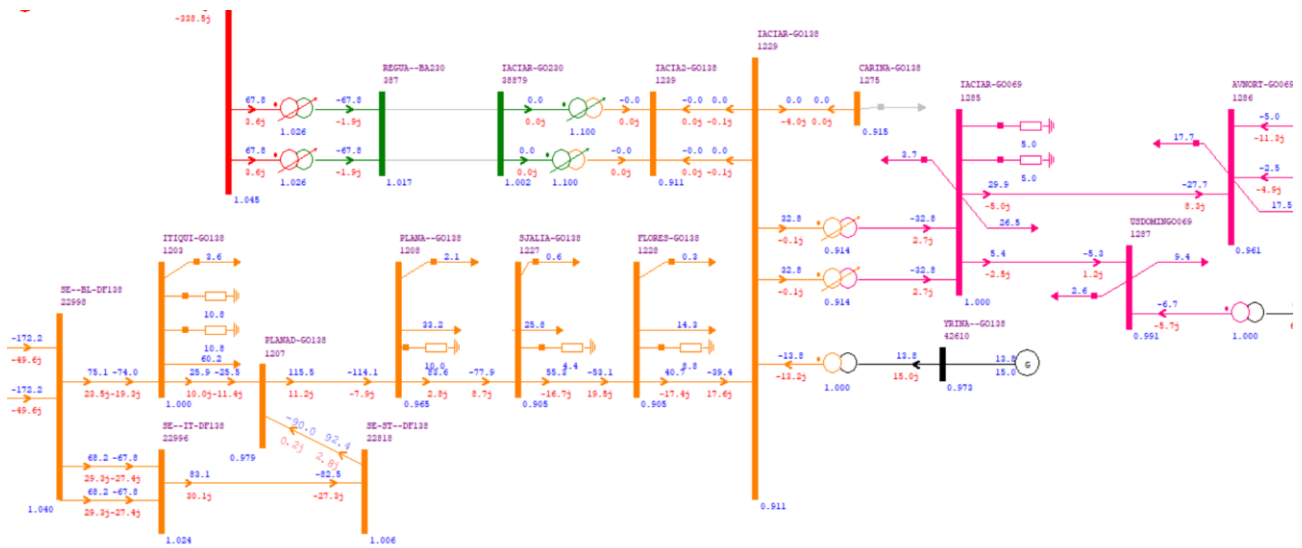 -338.5j
IACIAR-GO138
1229
REGUA--BA230
387
IACIAR-GO230
38879
IACIA2-GO138
1239
CARINA-GO138
1275
IACIAR-GO069
1285
AVNORT-GO069
1286
67.8 -67.8 0.0 -0.0 -0.0 0.0 0.0 0.0 -5.0
3.6j 1.026 -1.9j 0.0j 1.100 0.0j 0.0j -0.1j -4.0j 0.0j 0.915 5.0 -11.3j
17.7
67.8 -67.8 0.0 -0.0 -0.0 0.0 3.7 5.0 -2.5
3.6j 1.026 -1.9j 0.0j 1.100 0.0j 0.0j -0.1j -4.9j
1.045 1.017 1.002 0.911
29.9 -27.7 17.5
-5.0j 8.3j
32.8 -32.8 26.5
-0.1j 0.914 2.7j
USDOMINGO069
1287
0.961
ITIQUI-GO138
1203
PLANA--GO138
1208
SJALIA-GO138
1227
FLORES-GO138
1228
3.6 2.1 0.6 0.3
32.8 -32.8 5.4 -5.3 9.4
-0.1j 0.914 2.7j -2.5j 1.2j
SE--BL-DF138
22998
10.8
2.6
1.000 0.991
-6.7
-5.7j 1.000
10.8
60.2
33.2 25.8 14.3
10.0 4.4 8.8
YRINA--GO138
42610
PLANAD-GO138
1207
-172.2
-49.6j
-13.8 13.8 13.8
-13.2j 1.000 15.0j 0.973 15.0 G
75.1 -74.0 25.9 -25.5 115.5 -114.1 83.6 -77.9 55.3 -53.1 40.7 -39.4
23.5j -19.3j 10.0j -11.4j 11.2j -7.9j 2.8j 8.7j -16.7j 19.5j -17.4j 17.6j
-172.2
-49.6j
1.000 0.965 0.905 0.905
SE--IT-DF138
22996
-90.0 92.4
0.2j 2.8j
SE-ST--DF138
22818
0.979
68.2 -67.8
29.3j -27.4j
83.1 -82.5
30.1j -27.3j
68.2 -67.8
29.3j -27.4j
1.040 1.024 1.006 0.911